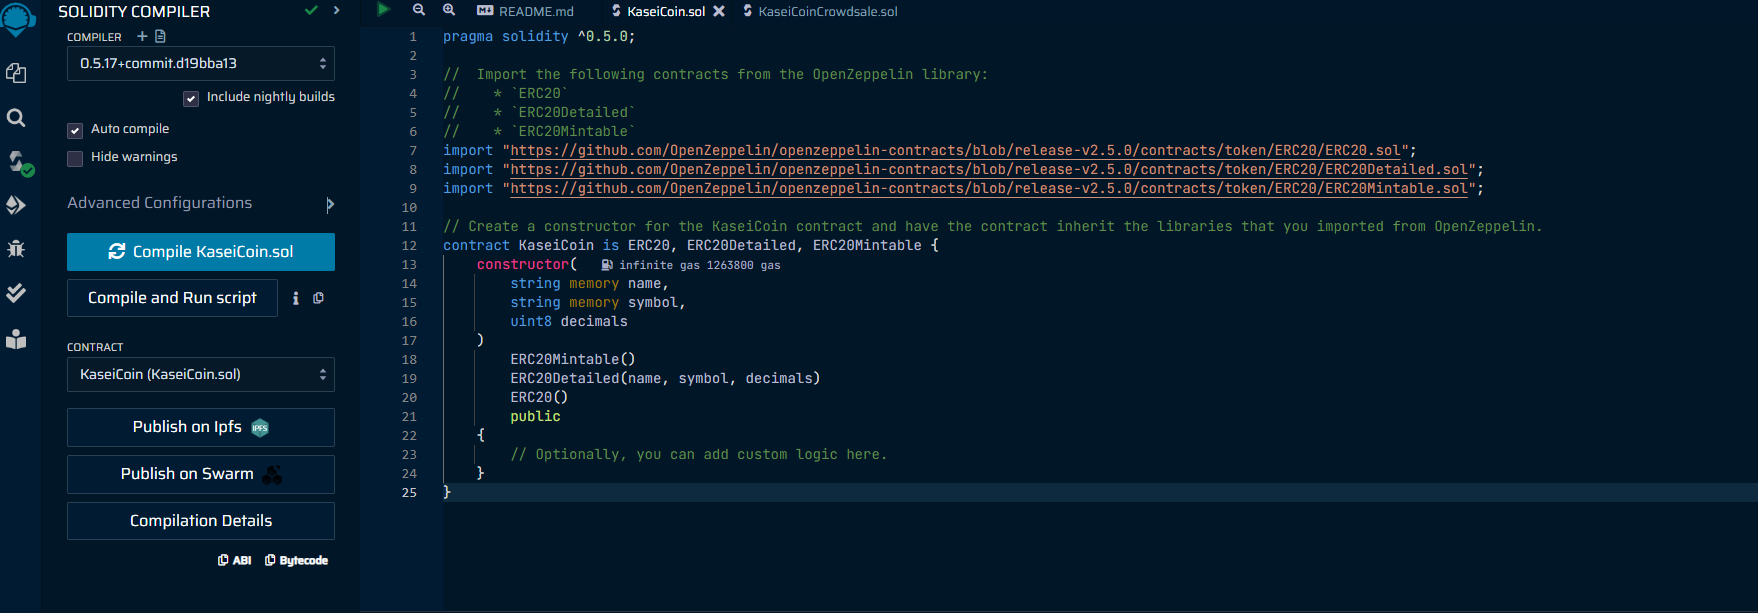 SOLIDITY COMPILER
COMPILER
0.5.17+commit.d19bba13
Include nightly builds
Auto compile
Hide warnings
Advanced Configurations
Compile KaseiCoin.sol
Compile and Run script
CONTRACT
KaseiCoin (KaseiCoin.sol)
Publish on Ipfs IPFS
Publish on Swarm
Compilation Details
ABI Bytecode
README.md KaseiCoin.sol KaseiCoinCrowdsale.sol
1 pragma solidity ^0.5.0;
2
3 //  Import the following contracts from the OpenZeppelin library:
4 //    * `ERC20`
5 //    * `ERC20Detailed`
6 //    * `ERC20Mintable`
7 import "https://github.com/OpenZeppelin/openzeppelin-contracts/blob/release-v2.5.0/contracts/token/ERC20/ERC20.sol";
8 import "https://github.com/OpenZeppelin/openzeppelin-contracts/blob/release-v2.5.0/contracts/token/ERC20/ERC20Detailed.sol";
9 import "https://github.com/OpenZeppelin/openzeppelin-contracts/blob/release-v2.5.0/contracts/token/ERC20/ERC20Mintable.sol";
10
11 // Create a constructor for the KaseiCoin contract and have the contract inherit the libraries that you imported from OpenZeppelin.
12 contract KaseiCoin is ERC20, ERC20Detailed, ERC20Mintable {
13     constructor( infinite gas 1263800 gas
14         string memory name,
15         string memory symbol,
16         uint8 decimals
17     )
18         ERC20Mintable()
19         ERC20Detailed(name, symbol, decimals)
20         ERC20()
21         public
22     {
23         // Optionally, you can add custom logic here.
24     }
25 }